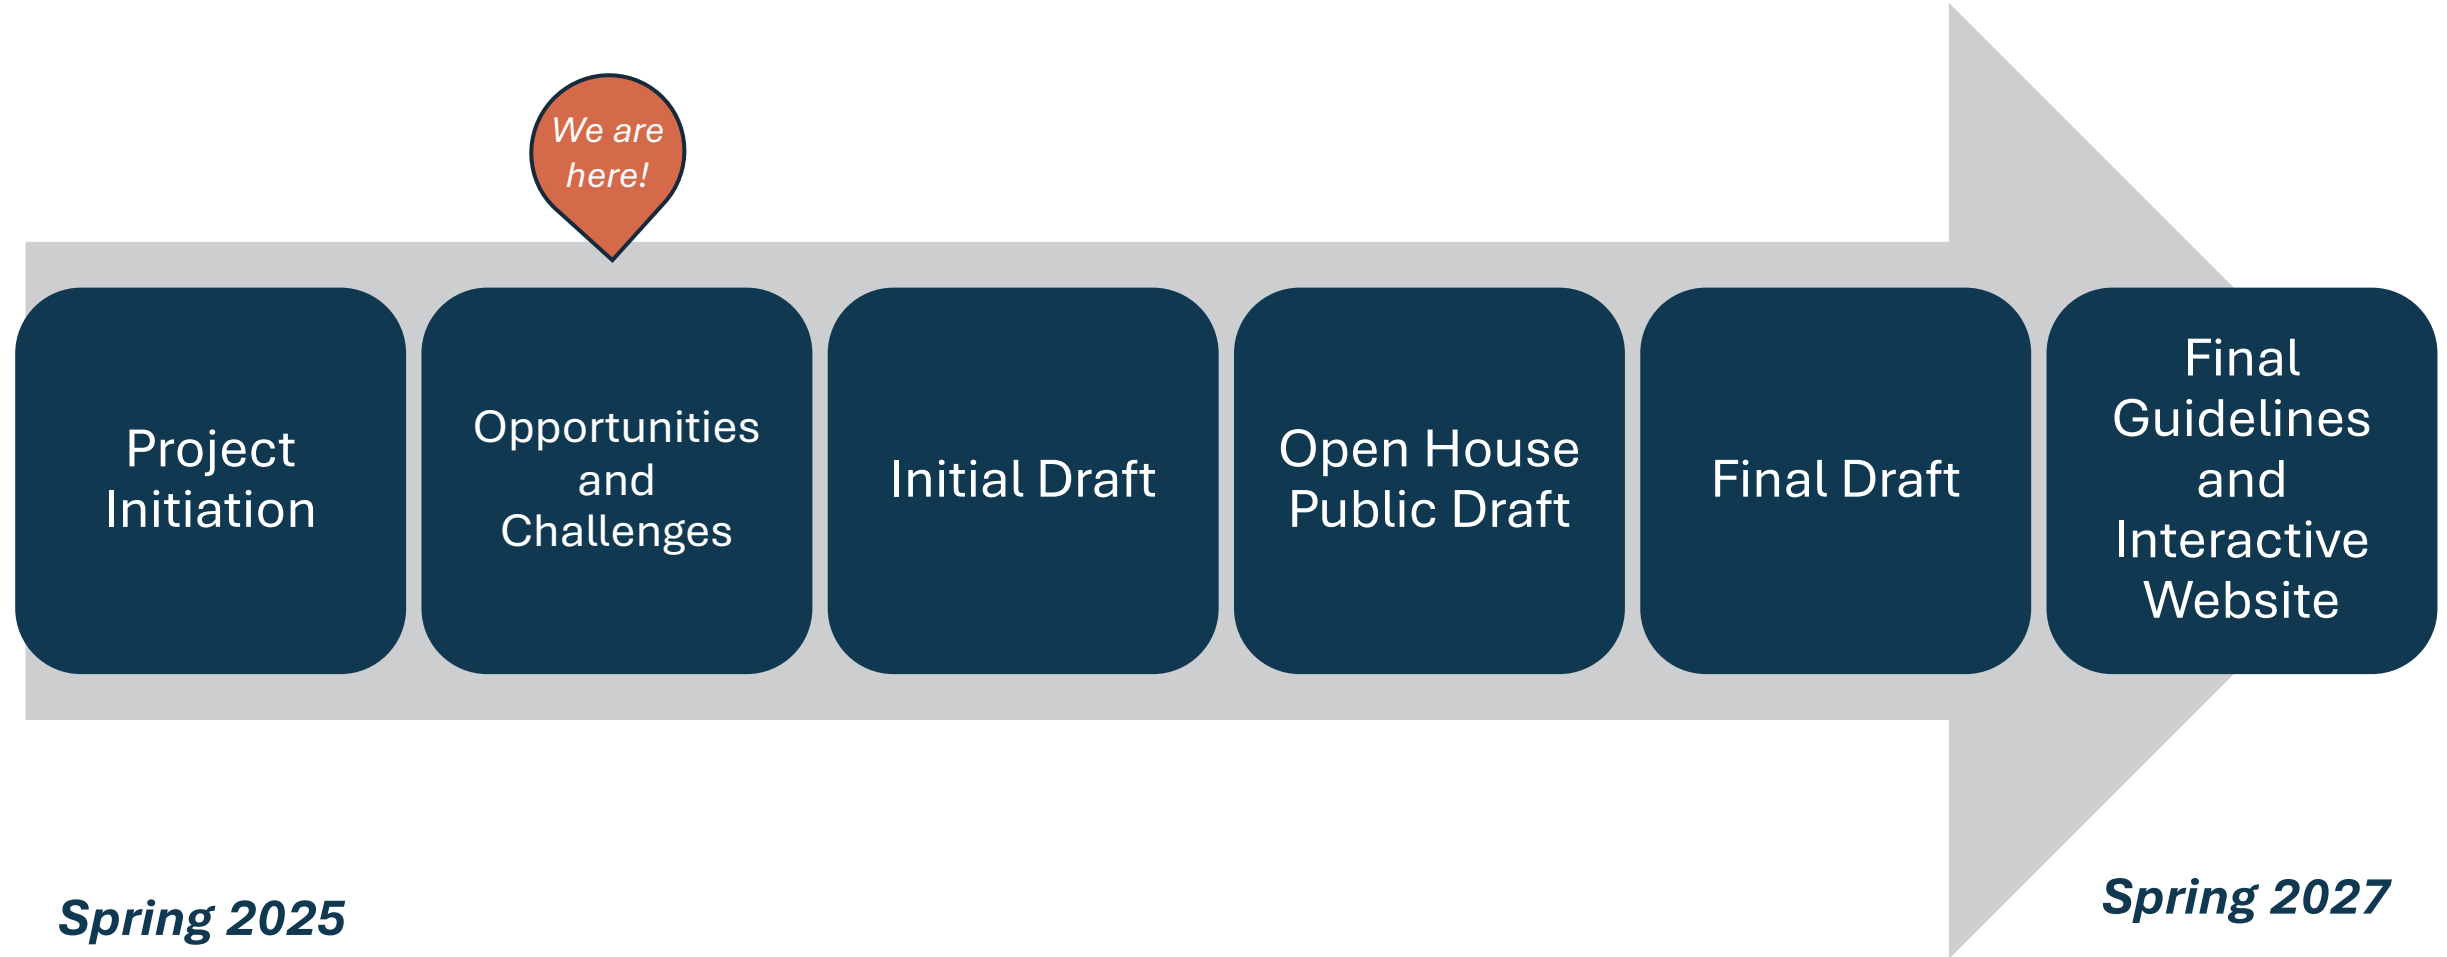 We are
here!
Project
Initiation
Opportunities
and
Challenges
Initial Draft
Open House
Public Draft
Final Draft
Final
Guidelines
and
Interactive
Website
Spring 2025
Spring 2027